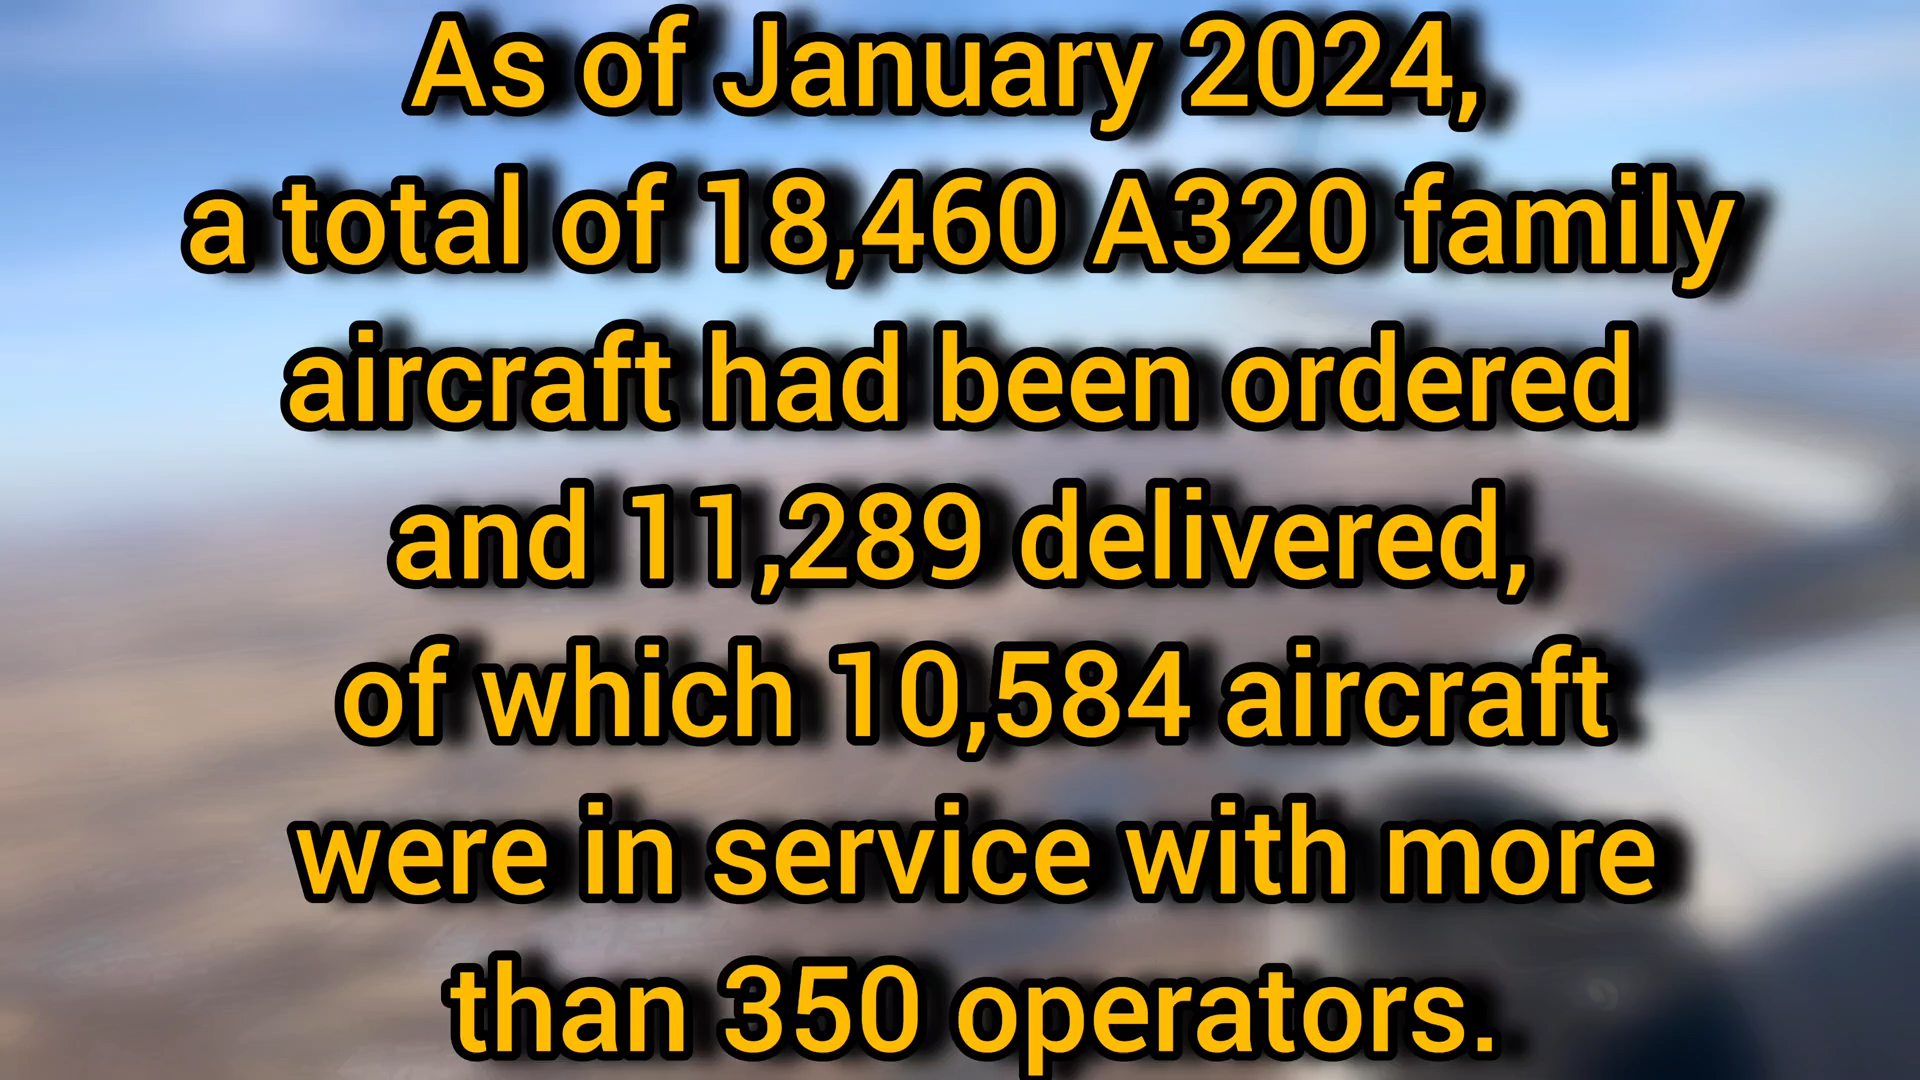 As of January 2024,
a total of 18,460 A320 family
aircraft had been ordered
and 11,289 delivered,
of which 10,584 aircraft
were in service with more
than 350 operators.